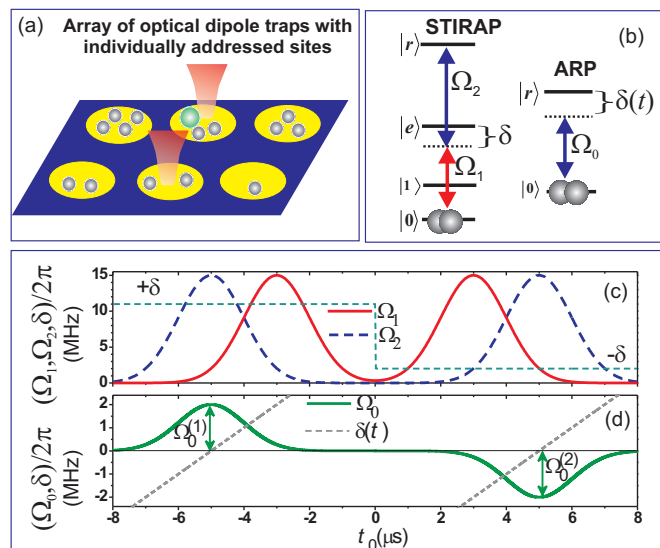 (a) Array of optical dipole traps with
individually addressed sites
(b)
STIRAP
|r⟩
Ω₂
|e⟩
δ
Ω₁
|1⟩
|0⟩
ARP
|r⟩
δ(t)
Ω₀
|0⟩
(Ω₁,Ω₂,δ)/2π
(MHz)
15
10
5
0
+δ
(c)
Ω₁
Ω₂
-δ
(Ω₀,δ)/2π
(MHz)
2
1
0
-1
-2
Ω₀
δ(t)
(d)
Ω₀⁽¹⁾
Ω₀⁽²⁾
-8 -6 -4 -2 0 2 4 6 8
t₀(µs)